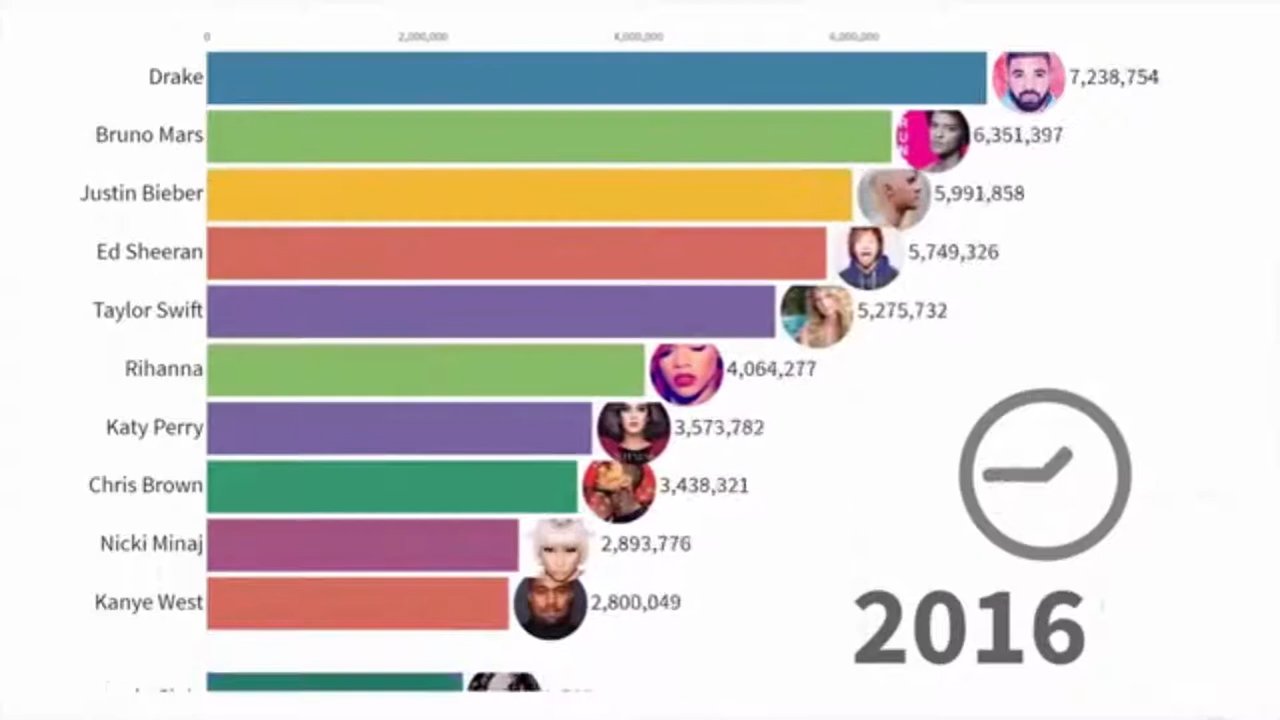 0 2,000,000 4,000,000 6,000,000
Drake 7,238,754
Bruno Mars 6,351,397
Justin Bieber 5,991,858
Ed Sheeran 5,749,326
Taylor Swift 5,275,732
Rihanna 4,064,277
Katy Perry 3,573,782
Chris Brown 3,438,321
Nicki Minaj 2,893,776
Kanye West 2,800,049
2016